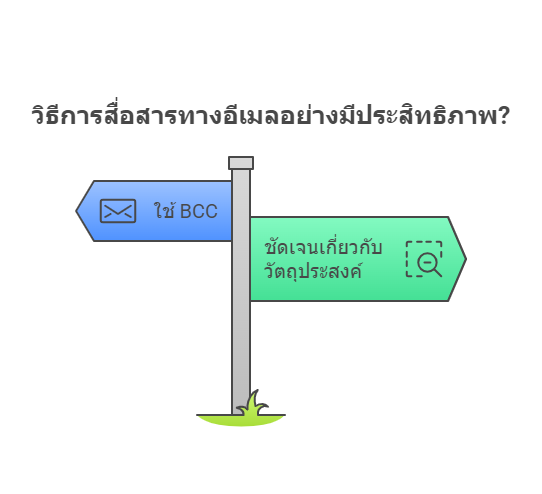 วิธีการสื่อสารทางอีเมลอย่างมีประสิทธิภาพ?
ใช้ BCC
ชัดเจนเกี่ยวกับ
วัตถุประสงค์